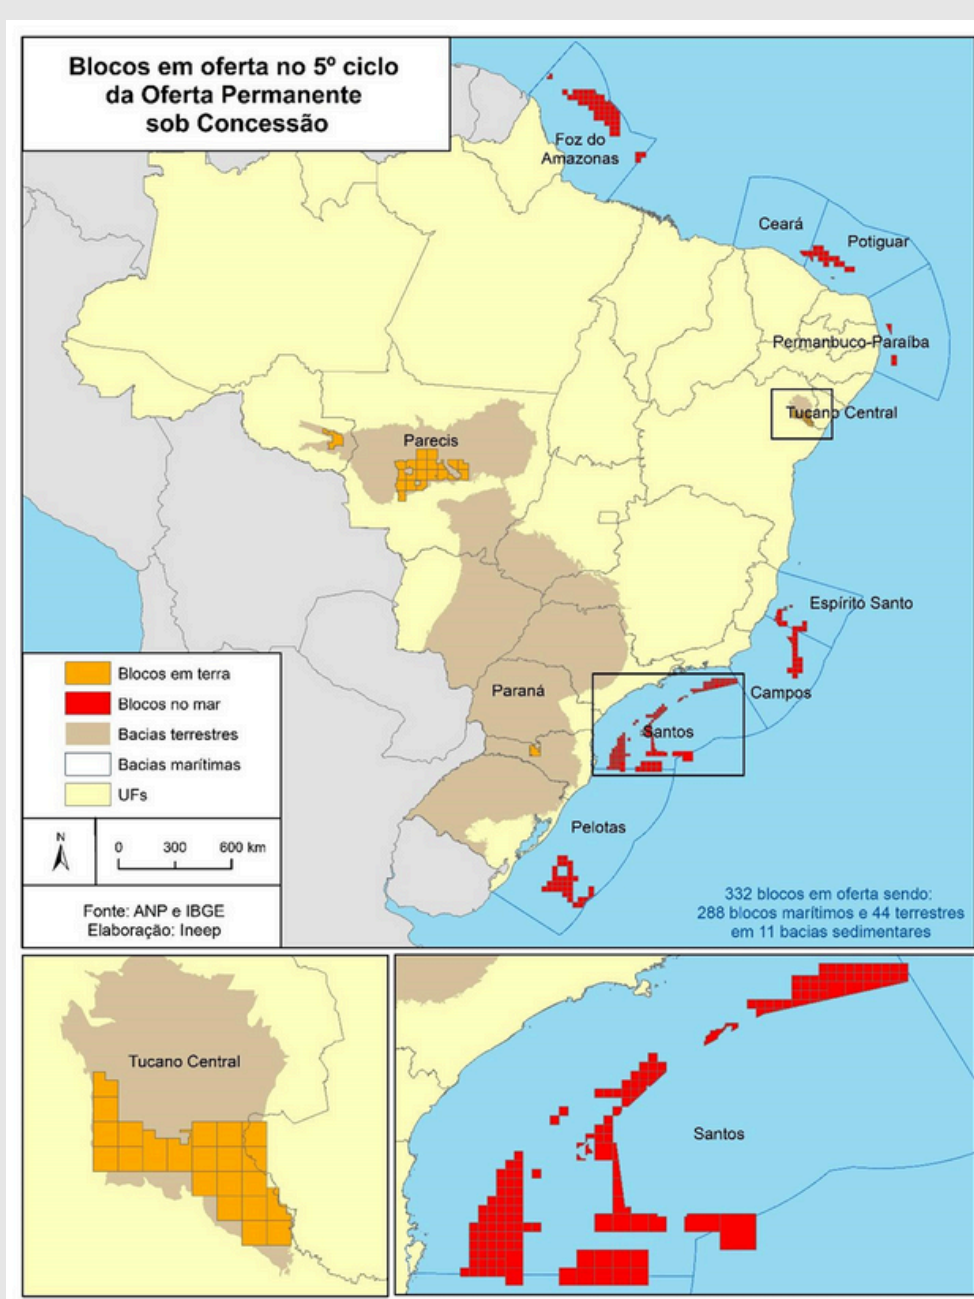 Blocos em oferta no 5º ciclo
da Oferta Permanente
sob Concessão
Foz do
Amazonas
Ceará
Potiguar
Permanbuco-Paraíba
Tucano Central
Parecis
Espírito Santo
Campos
Paraná
Santos
Pelotas
Blocos em terra
Blocos no mar
Bacias terrestres
Bacias marítimas
UFs
N
0 300 600 km
Fonte: ANP e IBGE
Elaboração: Ineep
332 blocos em oferta sendo:
288 blocos marítimos e 44 terrestres
em 11 bacias sedimentares
Tucano Central
Santos